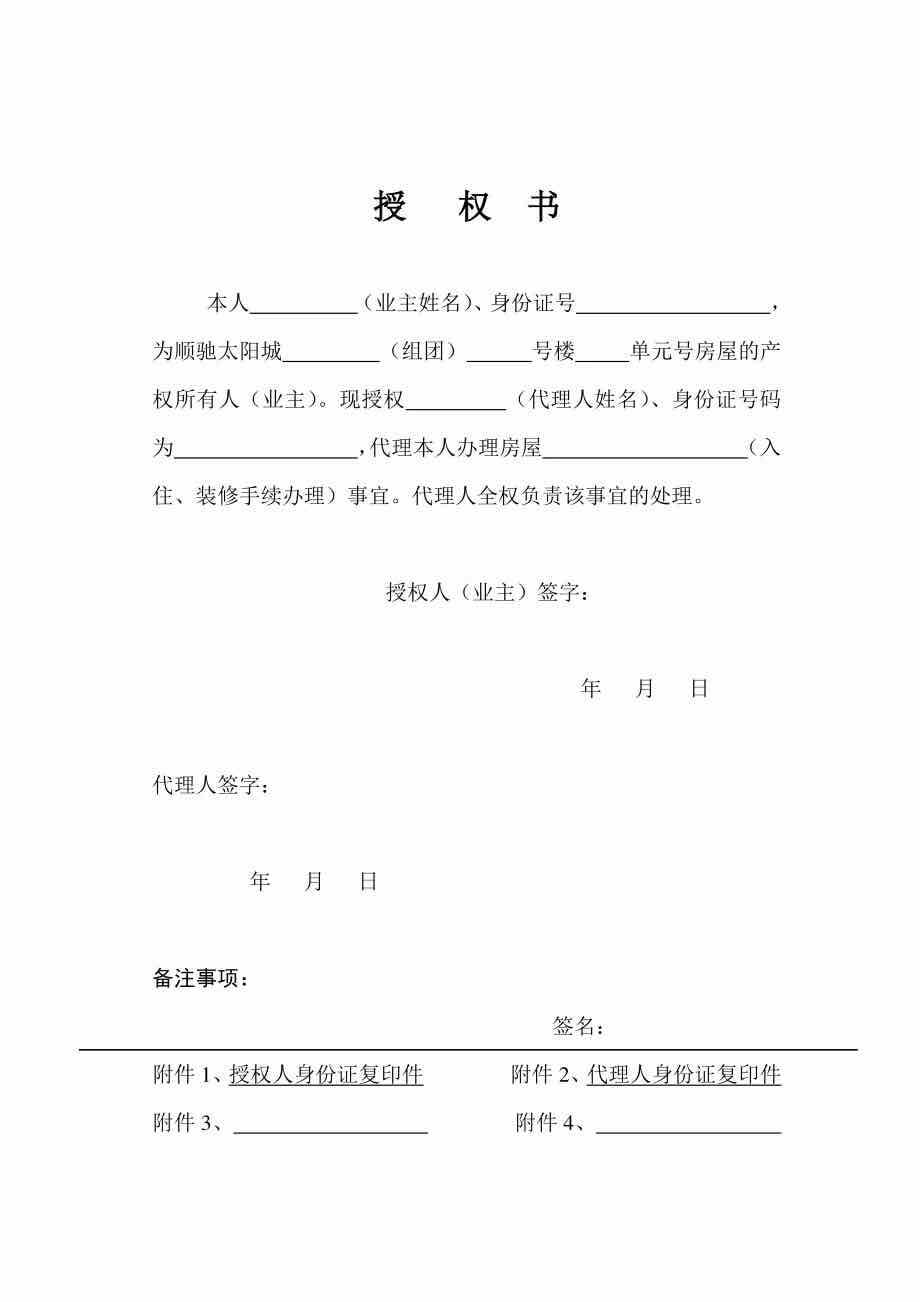 授 权 书
本人__________(业主姓名)、身份证号__________________，
为顺驰太阳城_________(组团)______号楼_____单元号房屋的产
权所有人（业主）。现授权_________（代理人姓名）、身份证号码
为_________________,代理本人办理房屋___________________（入
住、装修手续办理）事宜。代理人全权负责该事宜的处理。
授权人（业主）签字：
年 月 日
代理人签字：
年 月 日
备注事项：
签名：
附件 1、授权人身份证复印件 附件 2、代理人身份证复印件
附件 3、__________________ 附件 4、_________________